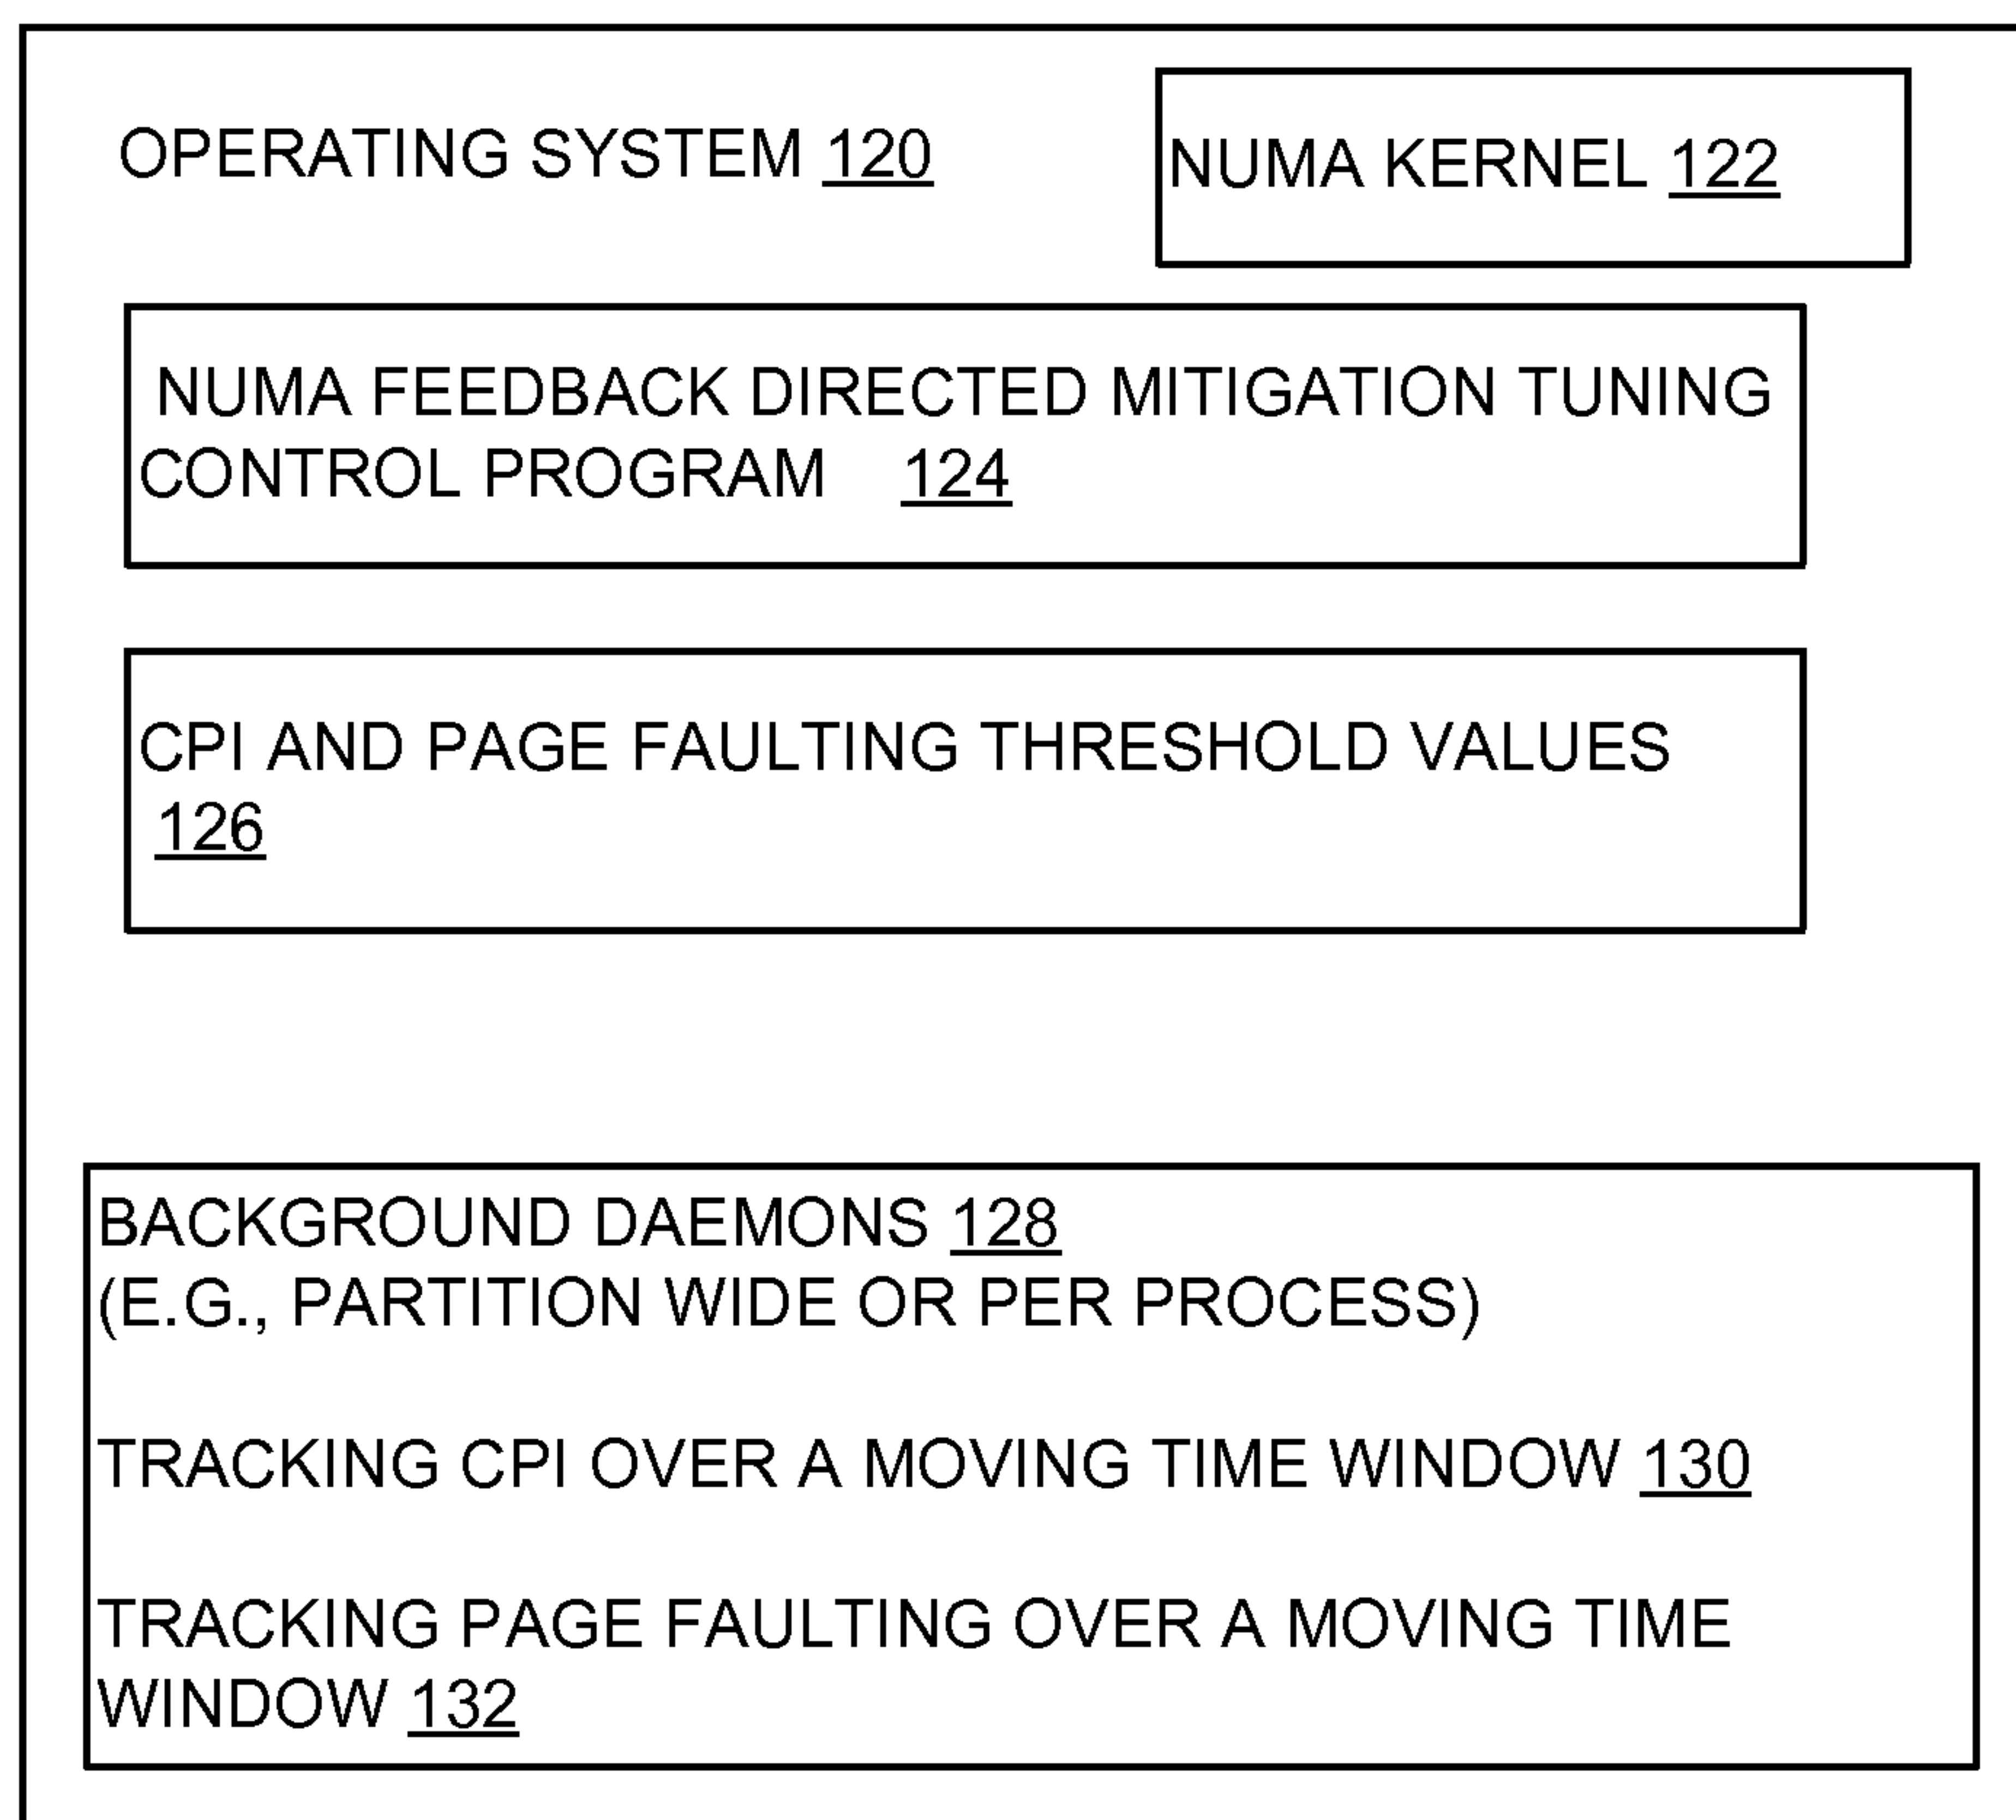 OPERATING SYSTEM 120
NUMA KERNEL 122
NUMA FEEDBACK DIRECTED MITIGATION TUNING
CONTROL PROGRAM 124
CPI AND PAGE FAULTING THRESHOLD VALUES
126
BACKGROUND DAEMONS 128
(E.G., PARTITION WIDE OR PER PROCESS)
TRACKING CPI OVER A MOVING TIME WINDOW 130
TRACKING PAGE FAULTING OVER A MOVING TIME
WINDOW 132